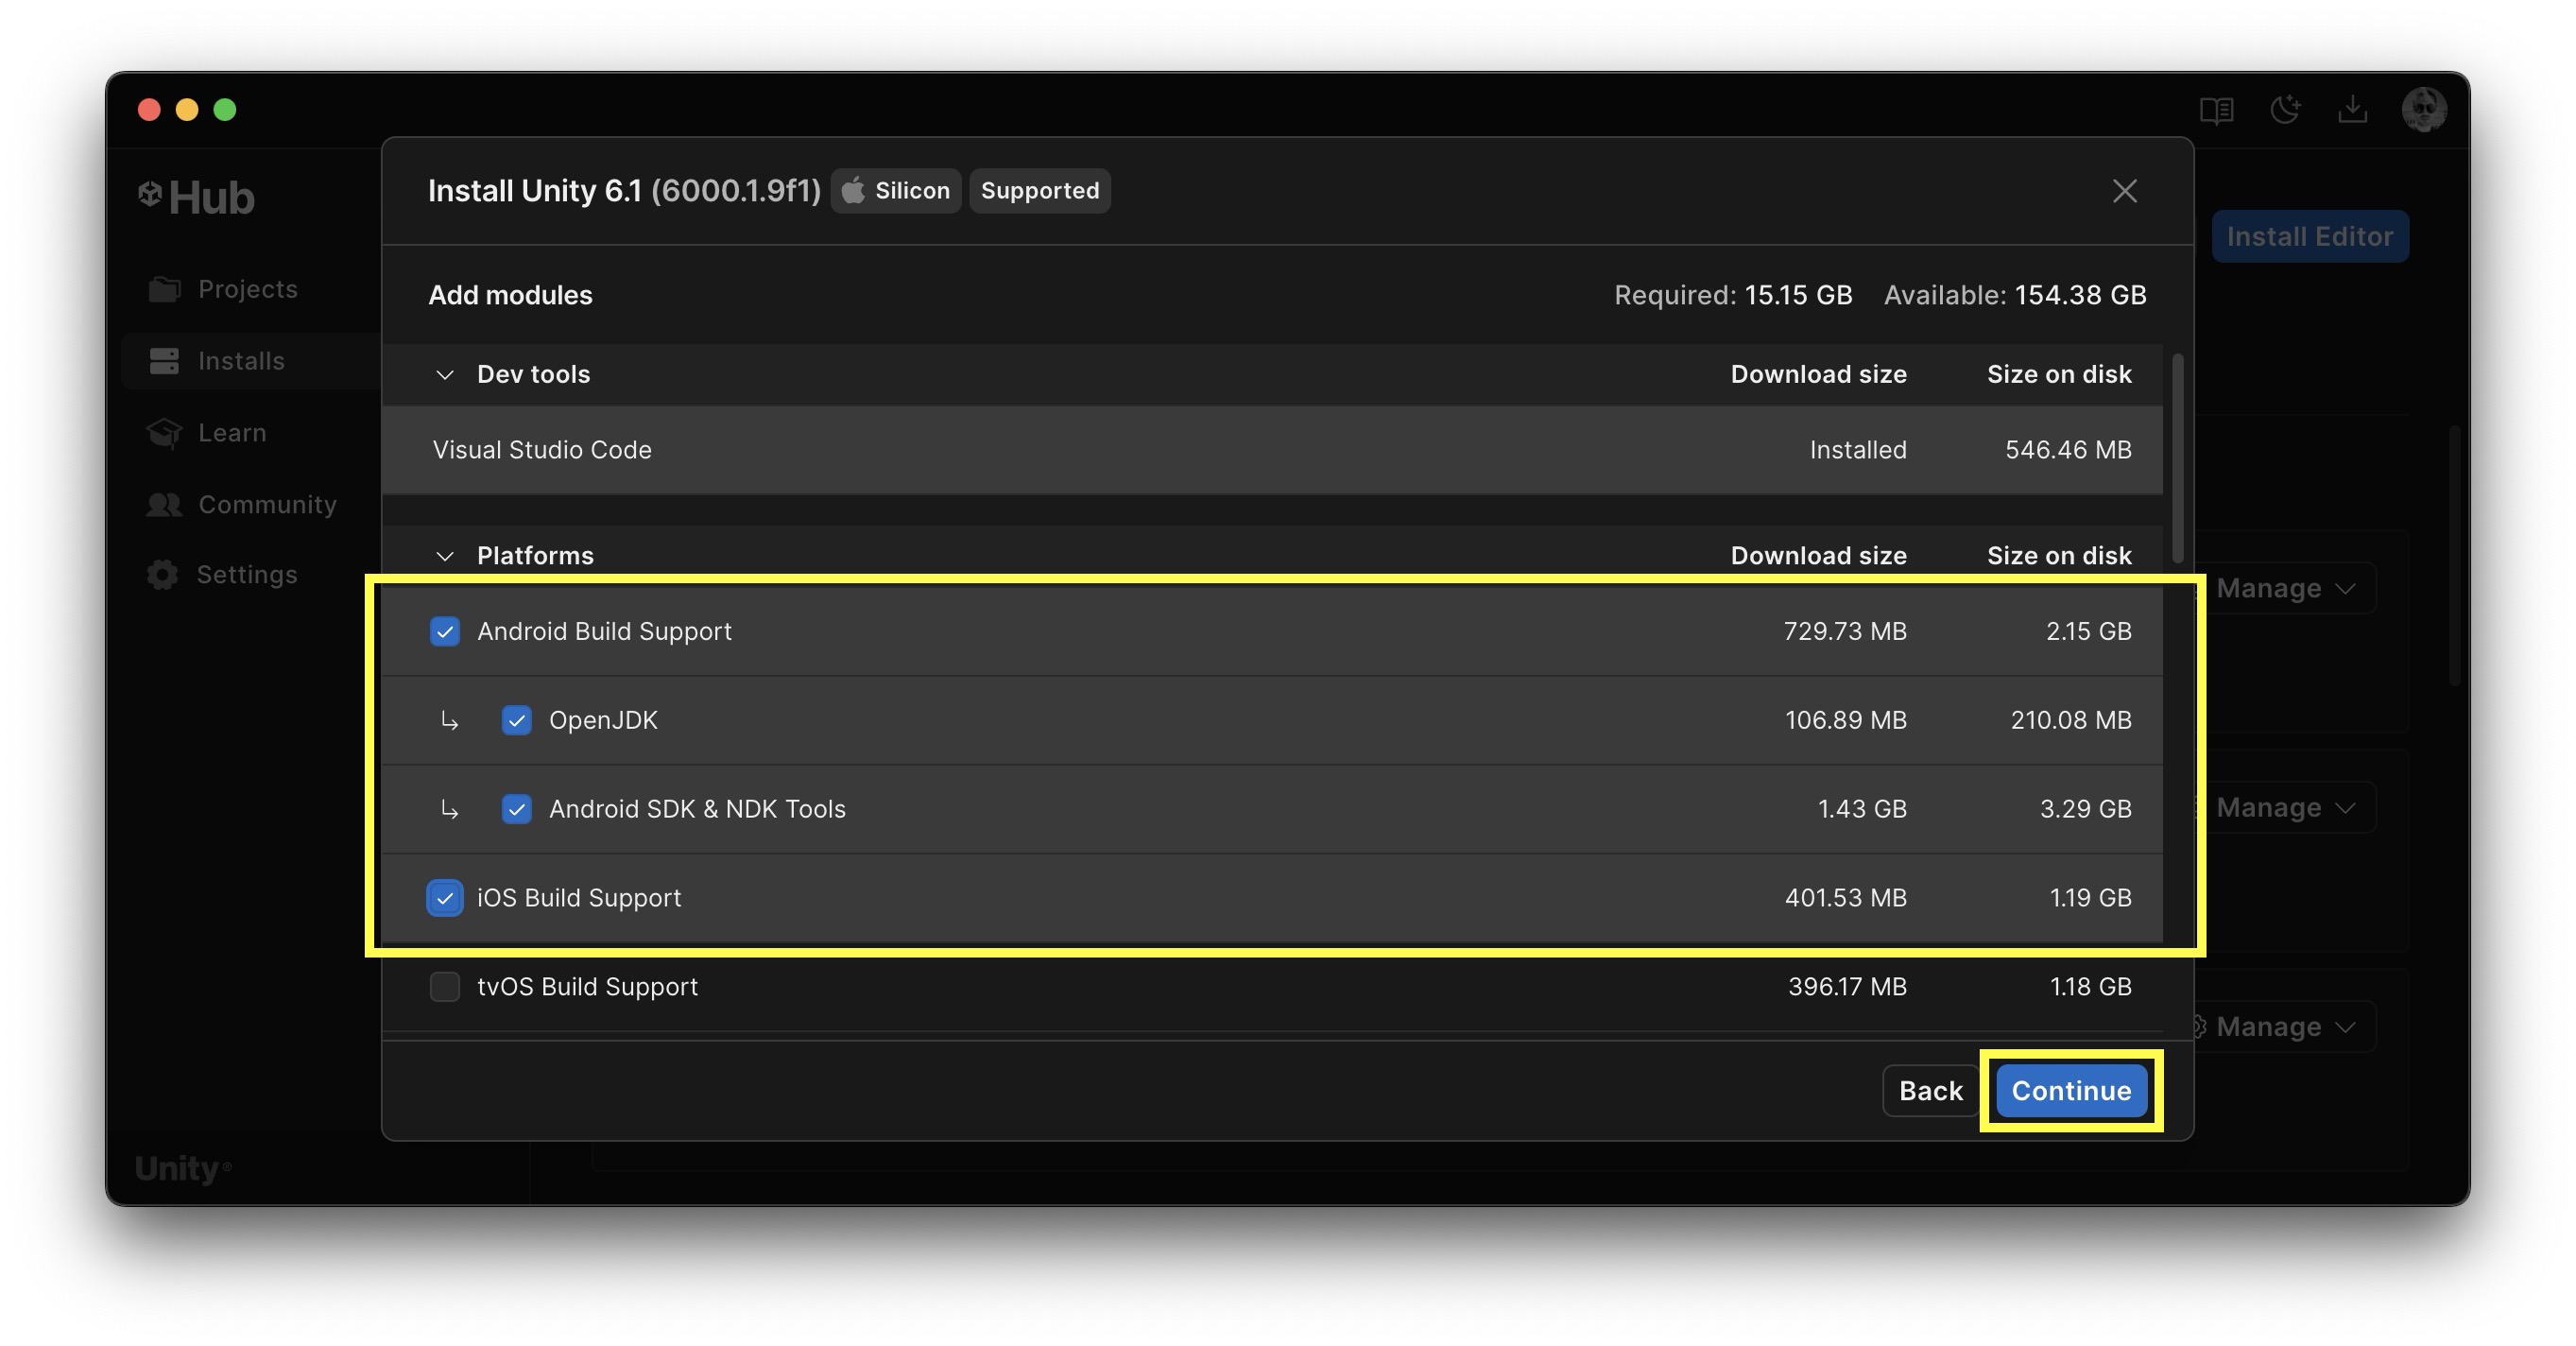 Hub
Projects
Installs
Learn
Community
Settings
Unity®
Install Editor
Install Unity 6.1 (6000.1.9f1) Silicon Supported
Add modules Required: 15.15 GB Available: 154.38 GB
Dev tools Download size Size on disk
Visual Studio Code Installed 546.46 MB
Platforms Download size Size on disk
Android Build Support 729.73 MB 2.15 GB
OpenJDK 106.89 MB 210.08 MB
Android SDK & NDK Tools 1.43 GB 3.29 GB
iOS Build Support 401.53 MB 1.19 GB
tvOS Build Support 396.17 MB 1.18 GB
Back Continue
Manage
Manage
Manage